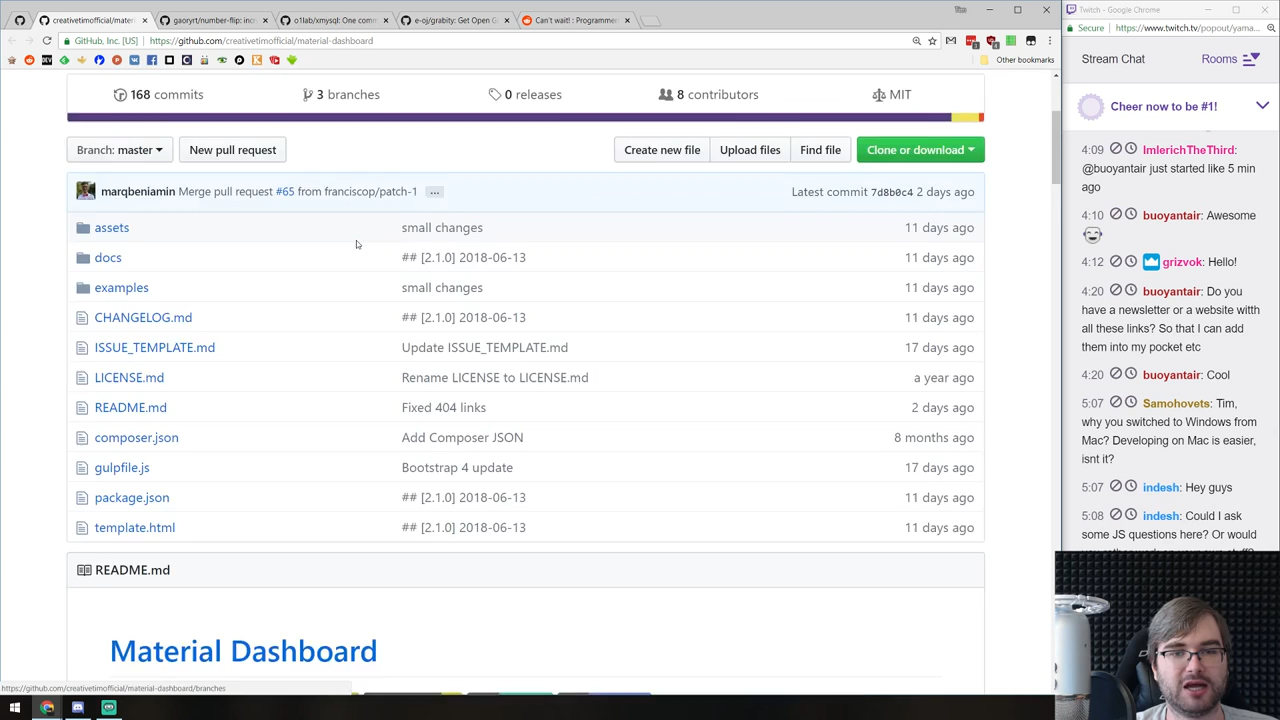 creativetimofficial/mater
gaoryrt/number-flip: incr
o1lab/xmysql: One comm
e-oj/grabity: Get Open G
Can't wait! : Programme
Tim
GitHub, Inc. [US]
https://github.com/creativetimofficial/material-dashboard
Other bookmarks
168 commits
3 branches
0 releases
8 contributors
MIT
Branch: master
New pull request
Create new file
Upload files
Find file
Clone or download
marqbeniamin Merge pull request #65 from franciscop/patch-1 ...
Latest commit 7d8b0c4 2 days ago
assets small changes 11 days ago
docs ## [2.1.0] 2018-06-13 11 days ago
examples small changes 11 days ago
CHANGELOG.md ## [2.1.0] 2018-06-13 11 days ago
ISSUE_TEMPLATE.md Update ISSUE_TEMPLATE.md 17 days ago
LICENSE.md Rename LICENSE to LICENSE.md a year ago
README.md Fixed 404 links 2 days ago
composer.json Add Composer JSON 8 months ago
gulpfile.js Bootstrap 4 update 17 days ago
package.json ## [2.1.0] 2018-06-13 11 days ago
template.html ## [2.1.0] 2018-06-13 11 days ago
README.md
Material Dashboard
https://github.com/creativetimofficial/material-dashboard/branches
Twitch - Google Chrome
Secure
https://www.twitch.tv/popout/yama...
Stream Chat
Rooms
Cheer now to be #1!
4:09 ImlerichTheThird:
@buoyantair just started like 5 min
ago
4:10 buoyantair: Awesome
4:12 grizvok: Hello!
4:20 buoyantair: Do you
have a newsletter or a website witth
all these links? So that I can add
them into my pocket etc
4:20 buoyantair: Cool
5:07 Samohovets: Tim,
why you switched to Windows from
Mac? Developing on Mac is easier,
isnt it?
5:07 indesh: Hey guys
5:08 indesh: Could I ask
some JS questions here? Or would